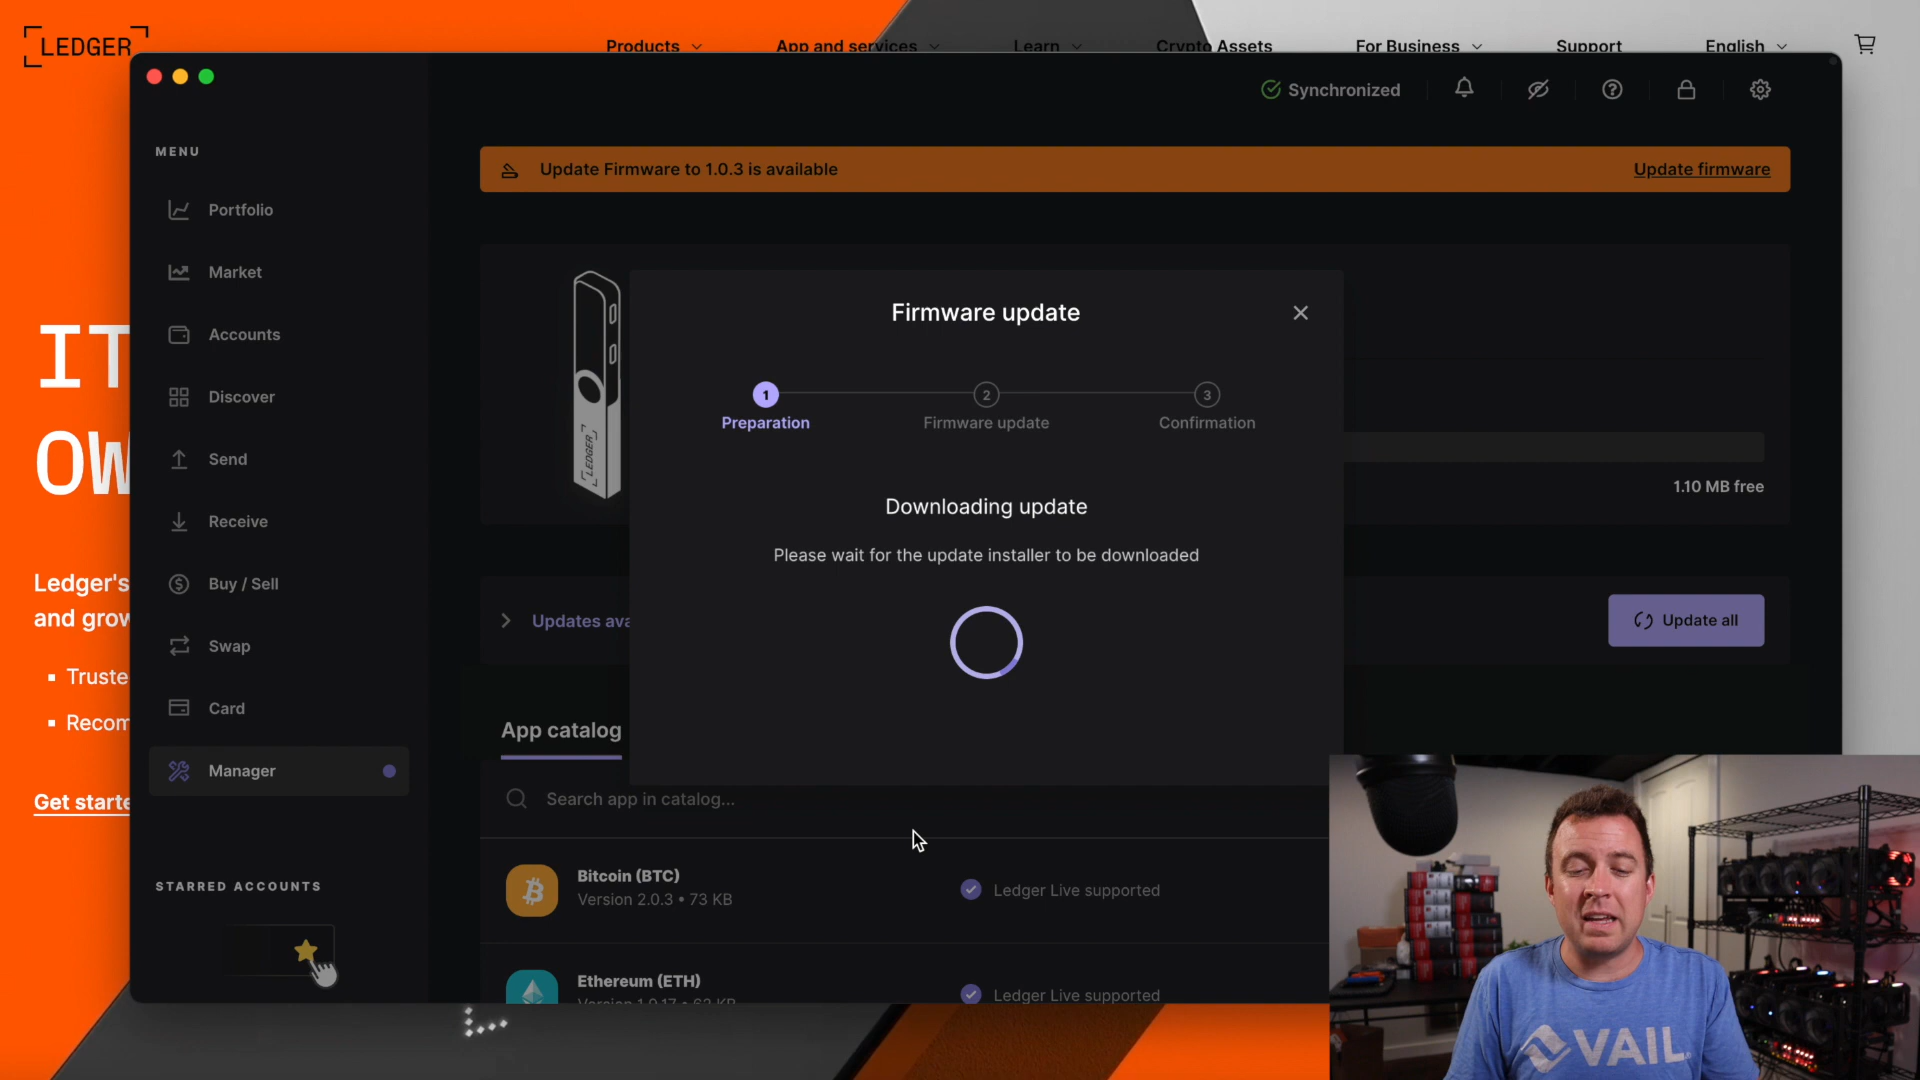 LEDGER
Products
App and services
Learn
Crypto Assets
For Business
Support
English
Synchronized
MENU
Update Firmware to 1.0.3 is available
Update firmware
Portfolio
Market
Accounts
Discover
Send
Receive
Buy / Sell
Swap
Card
Manager
STARRED ACCOUNTS
IT
OW
Ledger's
and grow
Truste
Recom
Get starte
LEDGER
Firmware update
1
2
3
Preparation
Firmware update
Confirmation
1.10 MB free
Downloading update
Please wait for the update installer to be downloaded
Updates ava
Update all
App catalog
Search app in catalog...
Bitcoin (BTC)
Version 2.0.3 • 73 KB
Ledger Live supported
Ethereum (ETH)
Ledger Live supported
VAIL